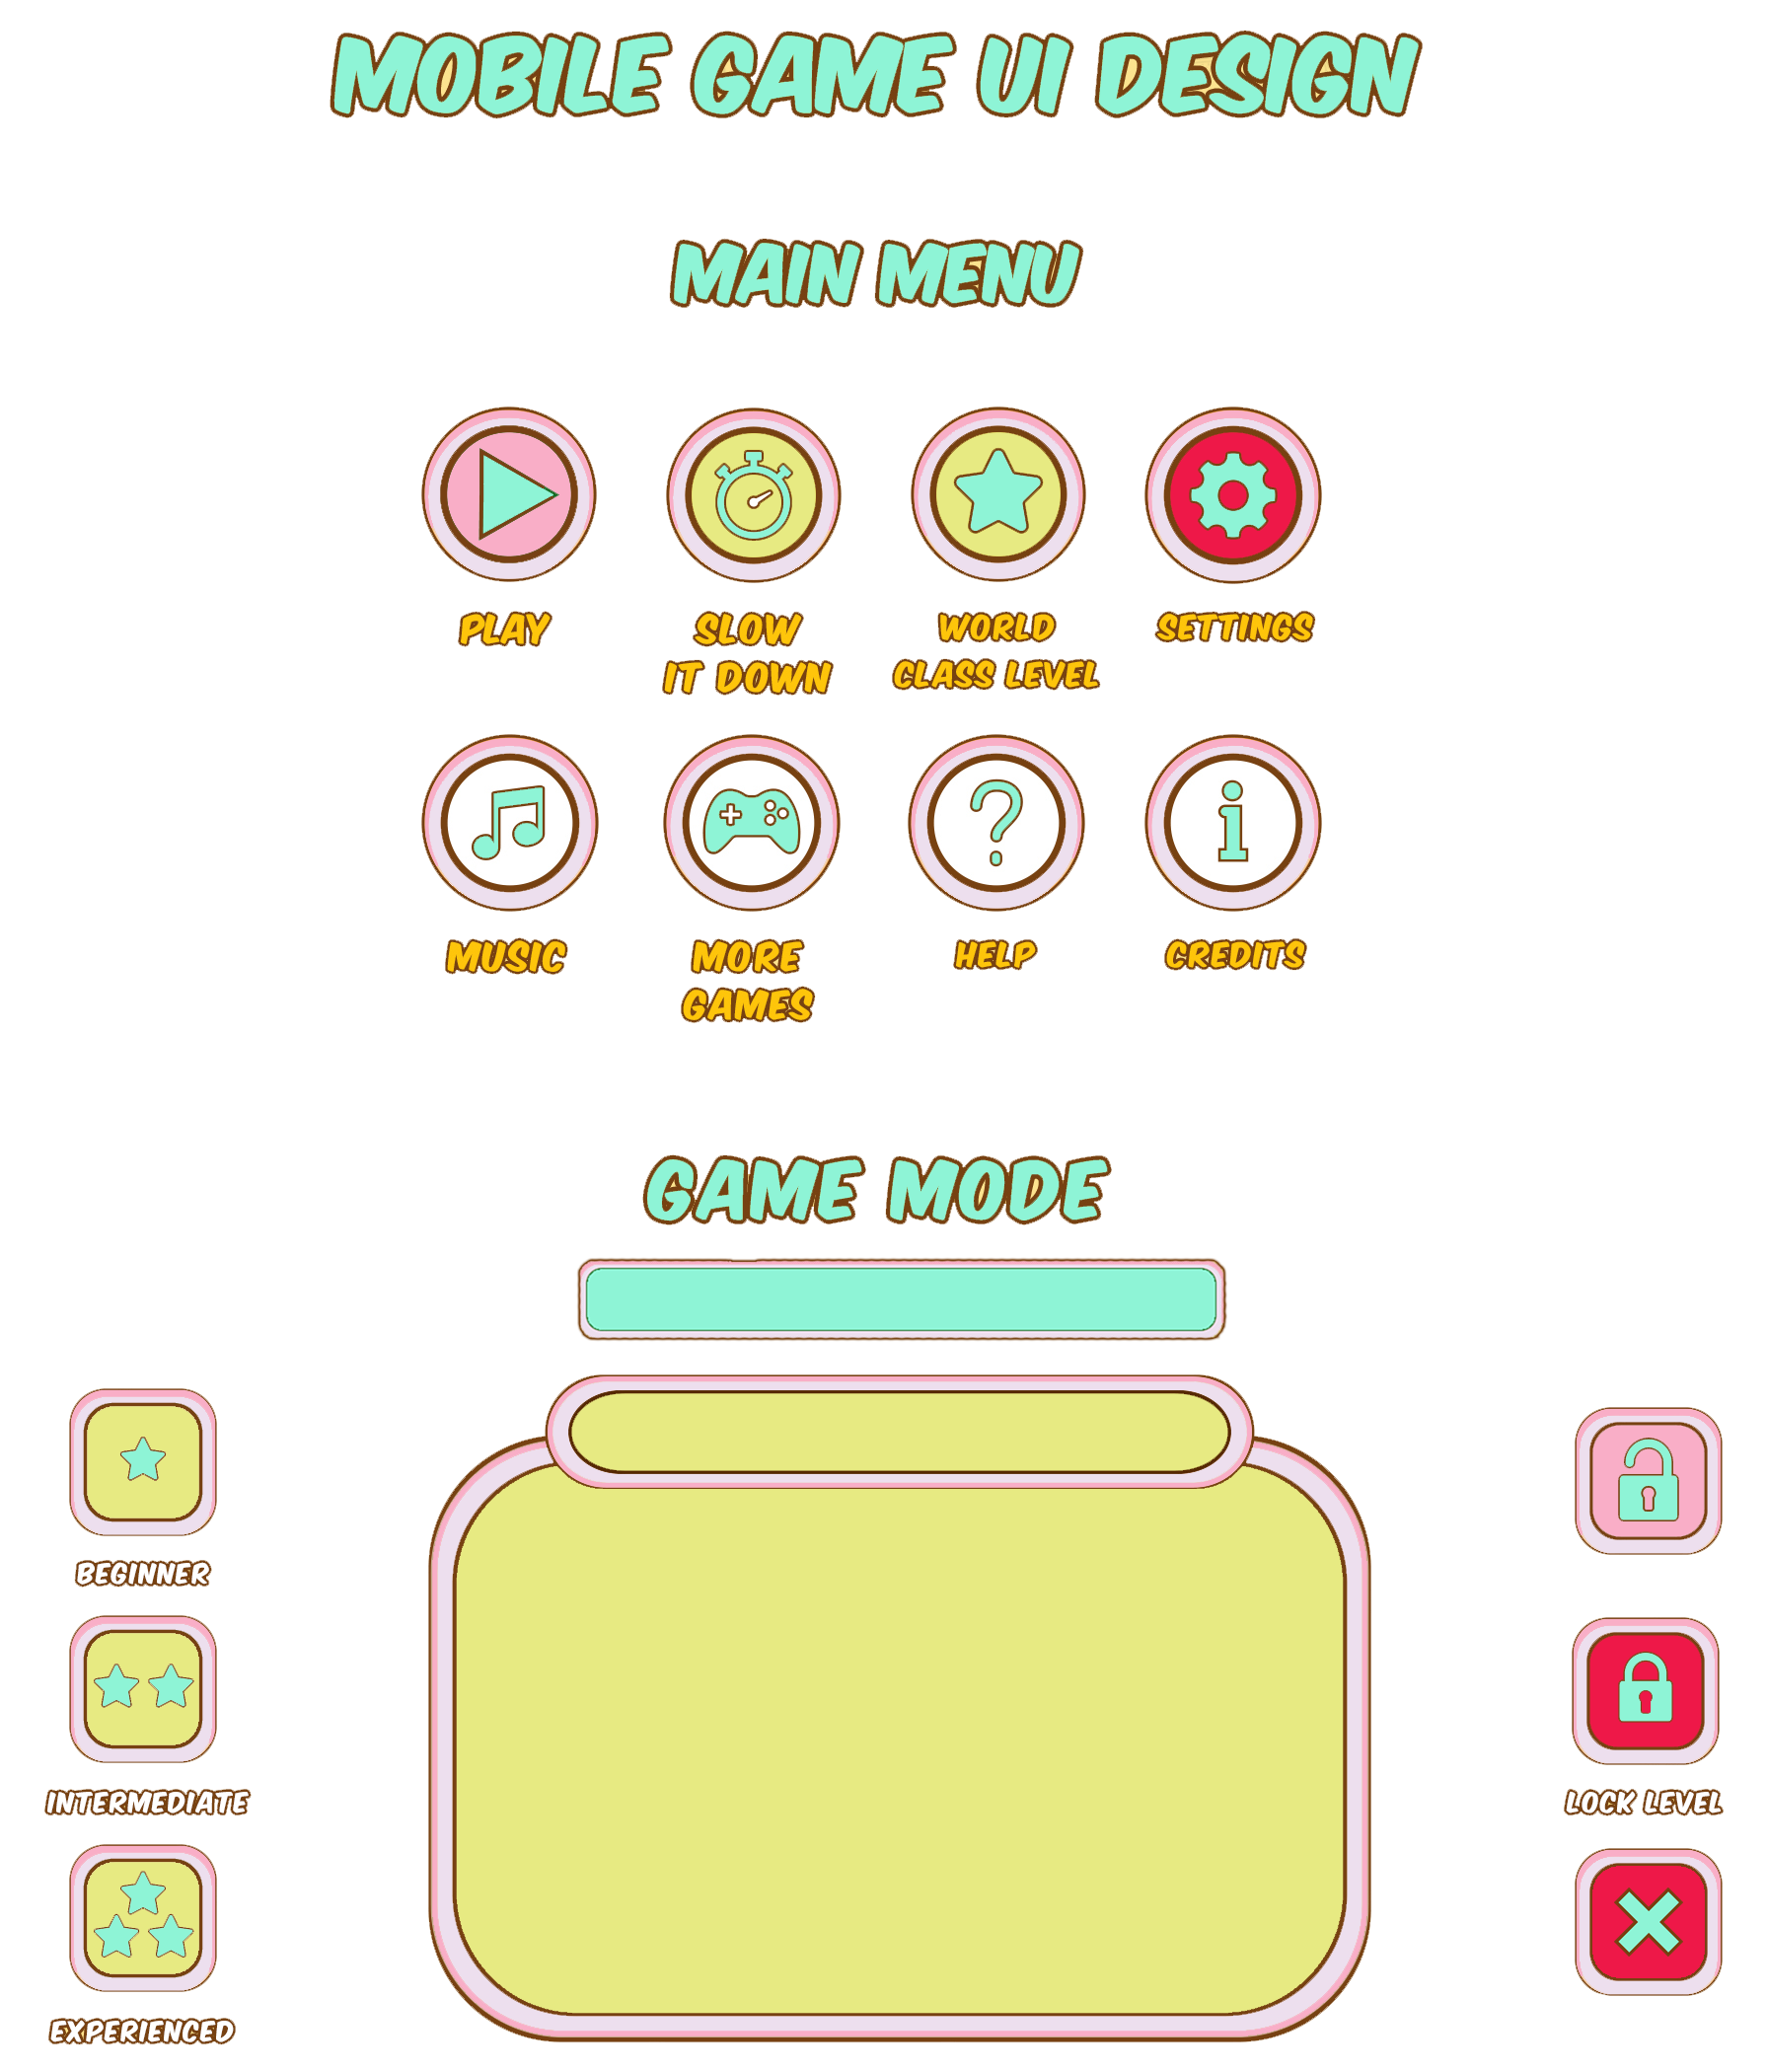 MOBILE GAME UI DESIGN
MAIN MENU
PLAY
SLOW
IT DOWN
WORLD
CLASS LEVEL
SETTINGS
MUSIC
MORE
GAMES
HELP
CREDITS
GAME MODE
BEGINNER
INTERMEDIATE
EXPERIENCED
LOCK LEVEL